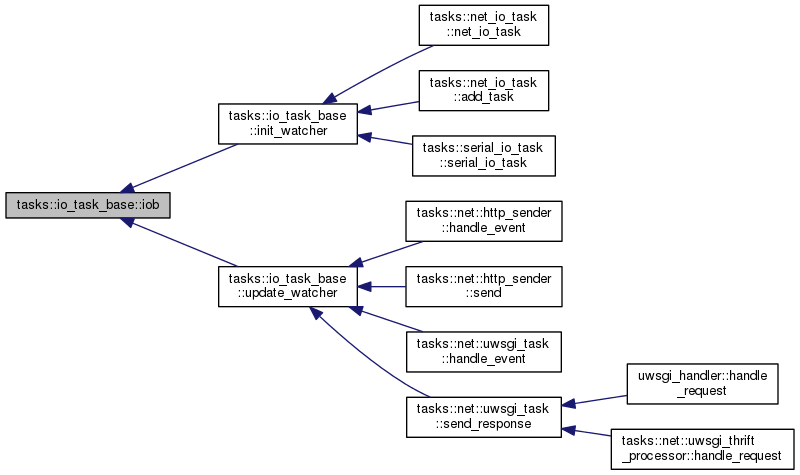 tasks::net_io_task
::net_io_task
tasks::net_io_task
::add_task
tasks::io_task_base
::init_watcher
tasks::serial_io_task
::serial_io_task
tasks::io_task_base::iob
tasks::net::http_sender
::handle_event
tasks::io_task_base
::update_watcher
tasks::net::http_sender
::send
tasks::net::uwsgi_task
::handle_event
tasks::net::uwsgi_task
::send_response
uwsgi_handler::handle
_request
tasks::net::uwsgi_thrift
_processor::handle_request